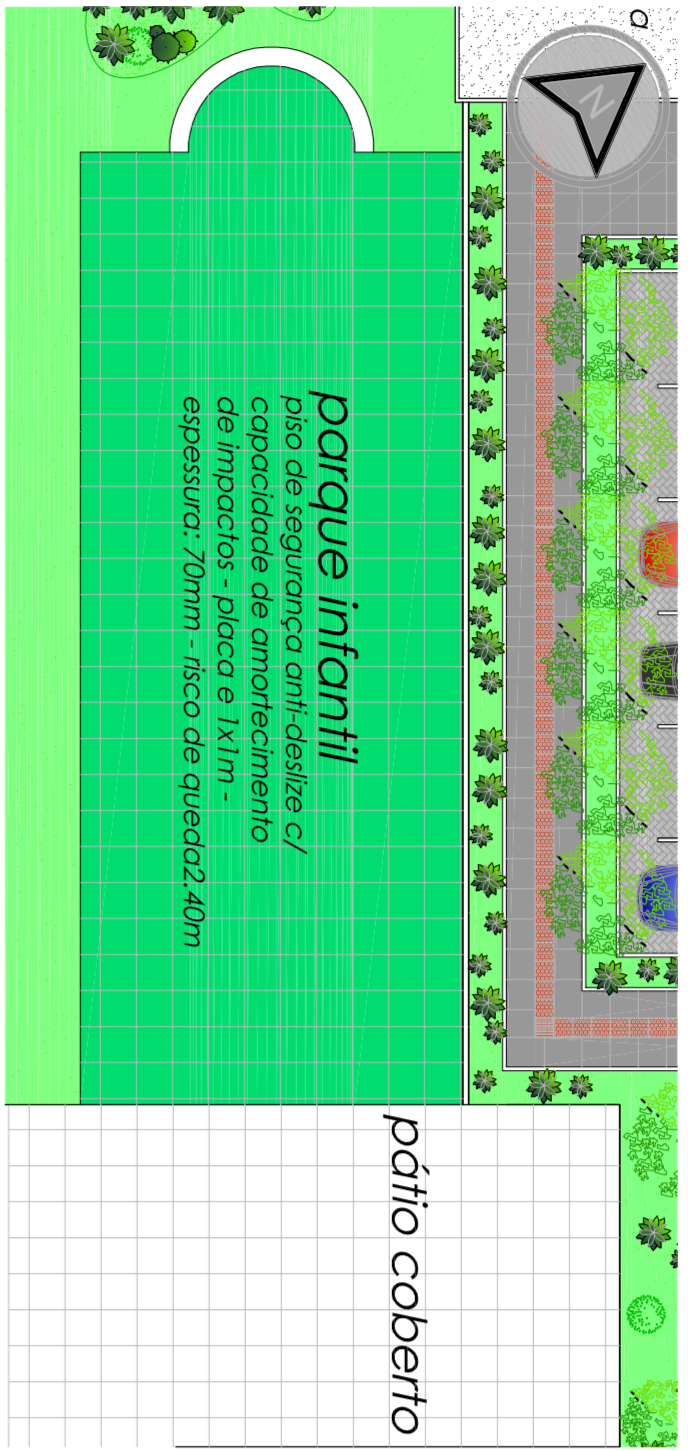 a
N
parque infantil
piso de segurança anti-deslize c/
capacidade de amortecimento
de impactos - placa e 1x1m -
espessura: 70mm - risco de queda2.40m
pátio coberto